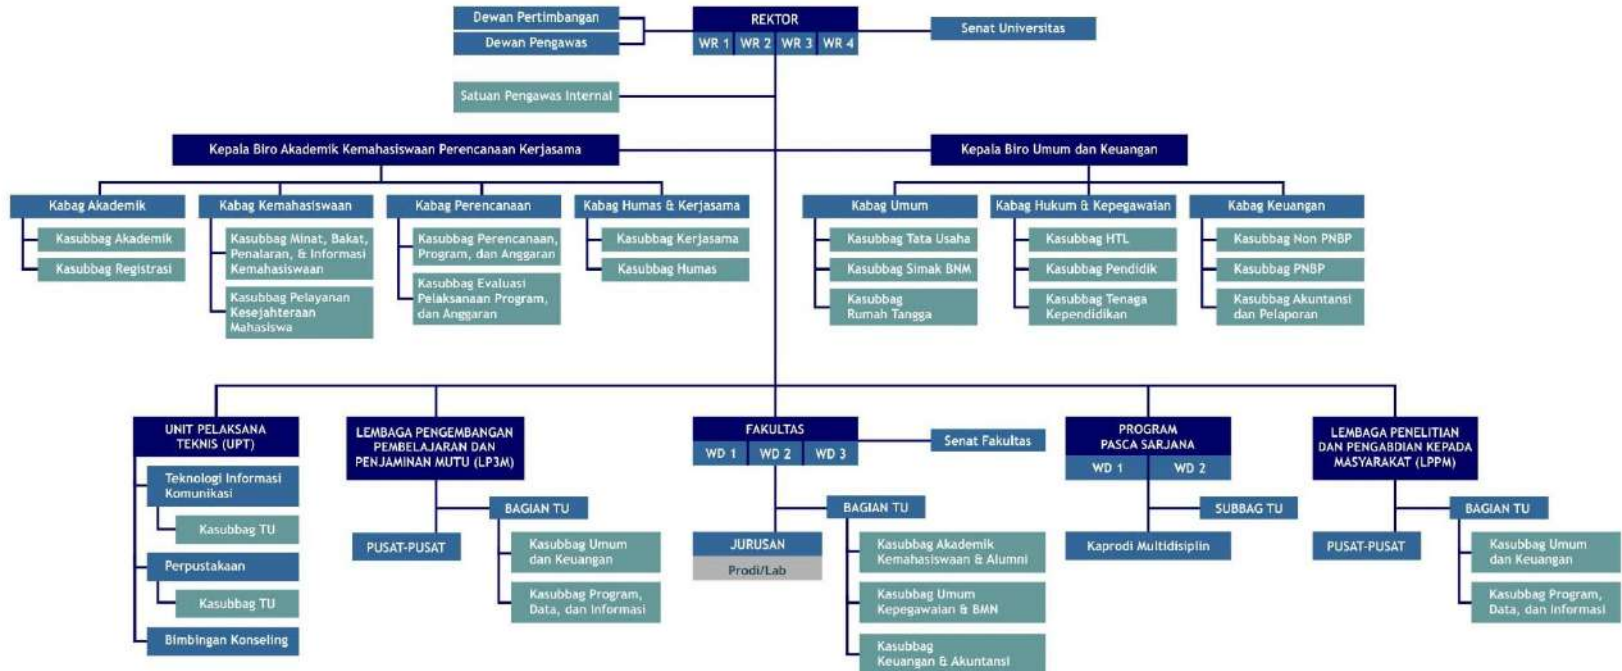 Dewan Pertimbangan
Dewan Pengawas
REKTOR
WR 1 WR 2 WR 3 WR 4
Senat Universitas
Satuan Pengawas Internal
Kepala Biro Akademik Kemahasiswaan Perencanaan Kerjasama
Kepala Biro Umum dan Keuangan
Kabag Akademik
Kasubbag Akademik
Kasubbag Registrasi
Kabag Kemahasiswaan
Kasubbag Minat, Bakat,
Penalaran, & Informasi
Kemahasiswaan
Kasubbag Pelayanan
Kesejahteraan
Mahasiswa
Kabag Perencanaan
Kasubbag Perencanaan,
Program, dan Anggaran
Kasubbag Evaluasi
Pelaksanaan Program,
dan Anggaran
Kabag Humas & Kerjasama
Kasubbag Kerjasama
Kasubbag Humas
Kabag Umum
Kasubbag Tata Usaha
Kasubbag Simak BNM
Kasubbag
Rumah Tangga
Kabag Hukum & Kepegawaian
Kasubbag HTL
Kasubbag Pendidik
Kasubbag Tenaga
Kependidikan
Kabag Keuangan
Kasubbag Non PNBP
Kasubbag PNBP
Kasubbag Akuntansi
dan Pelaporan
UNIT PELAKSANA
TEKNIS (UPT)
Teknologi Informasi
Komunikasi
Kasubbag TU
Perpustakaan
Kasubbag TU
Bimbingan Konseling
LEMBAGA PENGEMBANGAN
PEMBELAJARAN DAN
PENJAMINAN MUTU (LP3M)
BAGIAN TU
PUSAT-PUSAT
Kasubbag Umum
dan Keuangan
Kasubbag Program,
Data, dan Informasi
FAKULTAS
WD 1 WD 2 WD 3
Senat Fakultas
BAGIAN TU
JURUSAN
Prodi/Lab
Kasubbag Akademik
Kemahasiswaan & Alumni
Kasubbag Umum
Kepegawaian & BMN
Kasubbag
Keuangan & Akuntansi
PROGRAM
PASCA SARJANA
WD 1 WD 2
SUBBAG TU
Kaprodi Multidisiplin
LEMBAGA PENELITIAN
DAN PENGABDIAN KEPADA
MASYARAKAT (LPPM)
BAGIAN TU
PUSAT-PUSAT
Kasubbag Umum
dan Keuangan
Kasubbag Program,
Data, dan Informasi